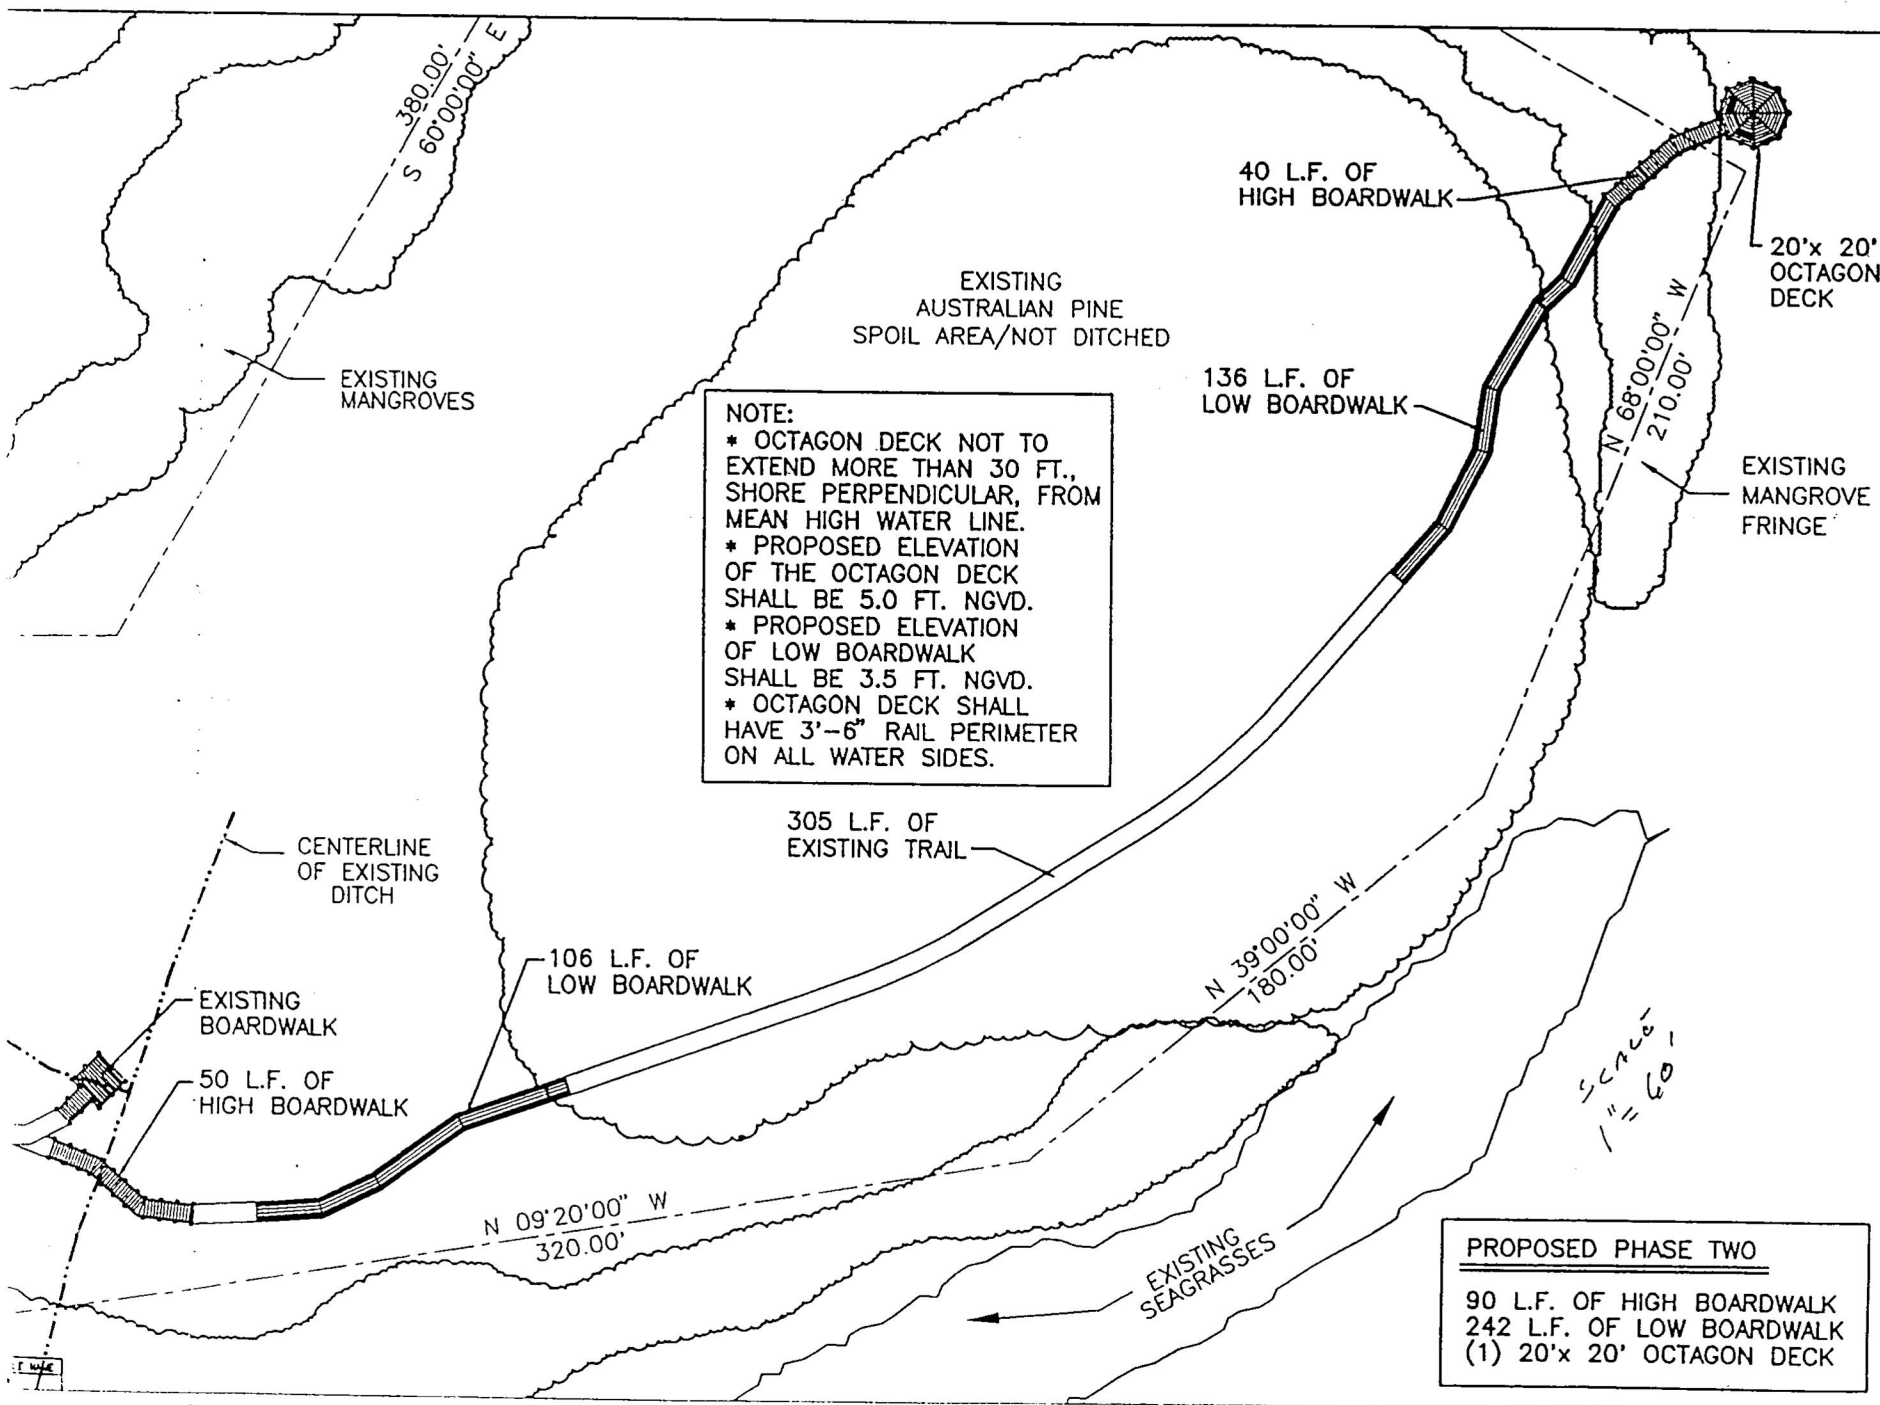 380.00'
S 60°00'00" E
40 L.F. OF
HIGH BOARDWALK
20'x 20'
OCTAGON
DECK
EXISTING
AUSTRALIAN PINE
SPOIL AREA/NOT DITCHED
EXISTING
MANGROVES
136 L.F. OF
LOW BOARDWALK
N 68°00'00" W
210.00'
NOTE:
* OCTAGON DECK NOT TO
EXTEND MORE THAN 30 FT.,
SHORE PERPENDICULAR, FROM
MEAN HIGH WATER LINE.
* PROPOSED ELEVATION
OF THE OCTAGON DECK
SHALL BE 5.0 FT. NGVD.
* PROPOSED ELEVATION
OF LOW BOARDWALK
SHALL BE 3.5 FT. NGVD.
* OCTAGON DECK SHALL
HAVE 3'-6" RAIL PERIMETER
ON ALL WATER SIDES.
EXISTING
MANGROVE
FRINGE
305 L.F. OF
EXISTING TRAIL
CENTERLINE
OF EXISTING
DITCH
N 39°00'00" W
180.00'
106 L.F. OF
LOW BOARDWALK
EXISTING
BOARDWALK
50 L.F. OF
HIGH BOARDWALK
SCALE
1" = 60'
N 09°20'00" W
320.00'
EXISTING
SEAGRASSES
PROPOSED PHASE TWO
90 L.F. OF HIGH BOARDWALK
242 L.F. OF LOW BOARDWALK
(1) 20'x 20' OCTAGON DECK